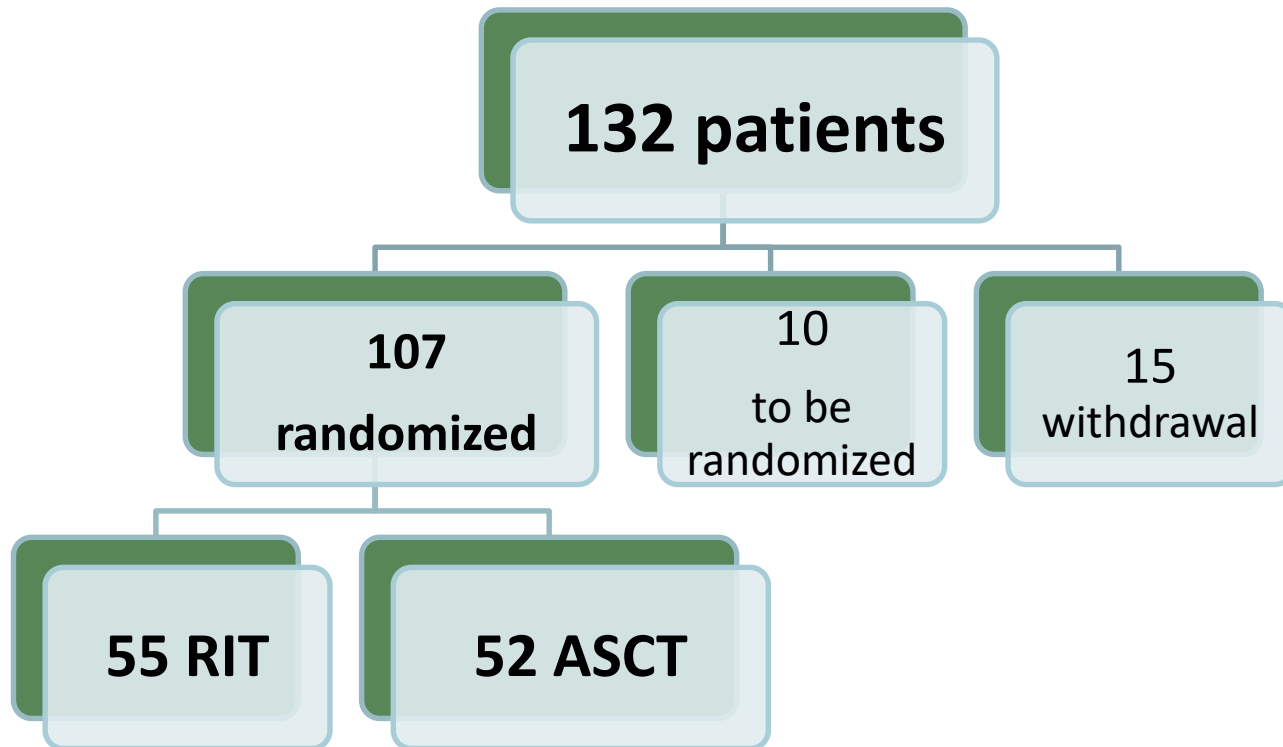 132 patients
107
randomized
10
to be
randomized
15
withdrawal
55 RIT
52 ASCT